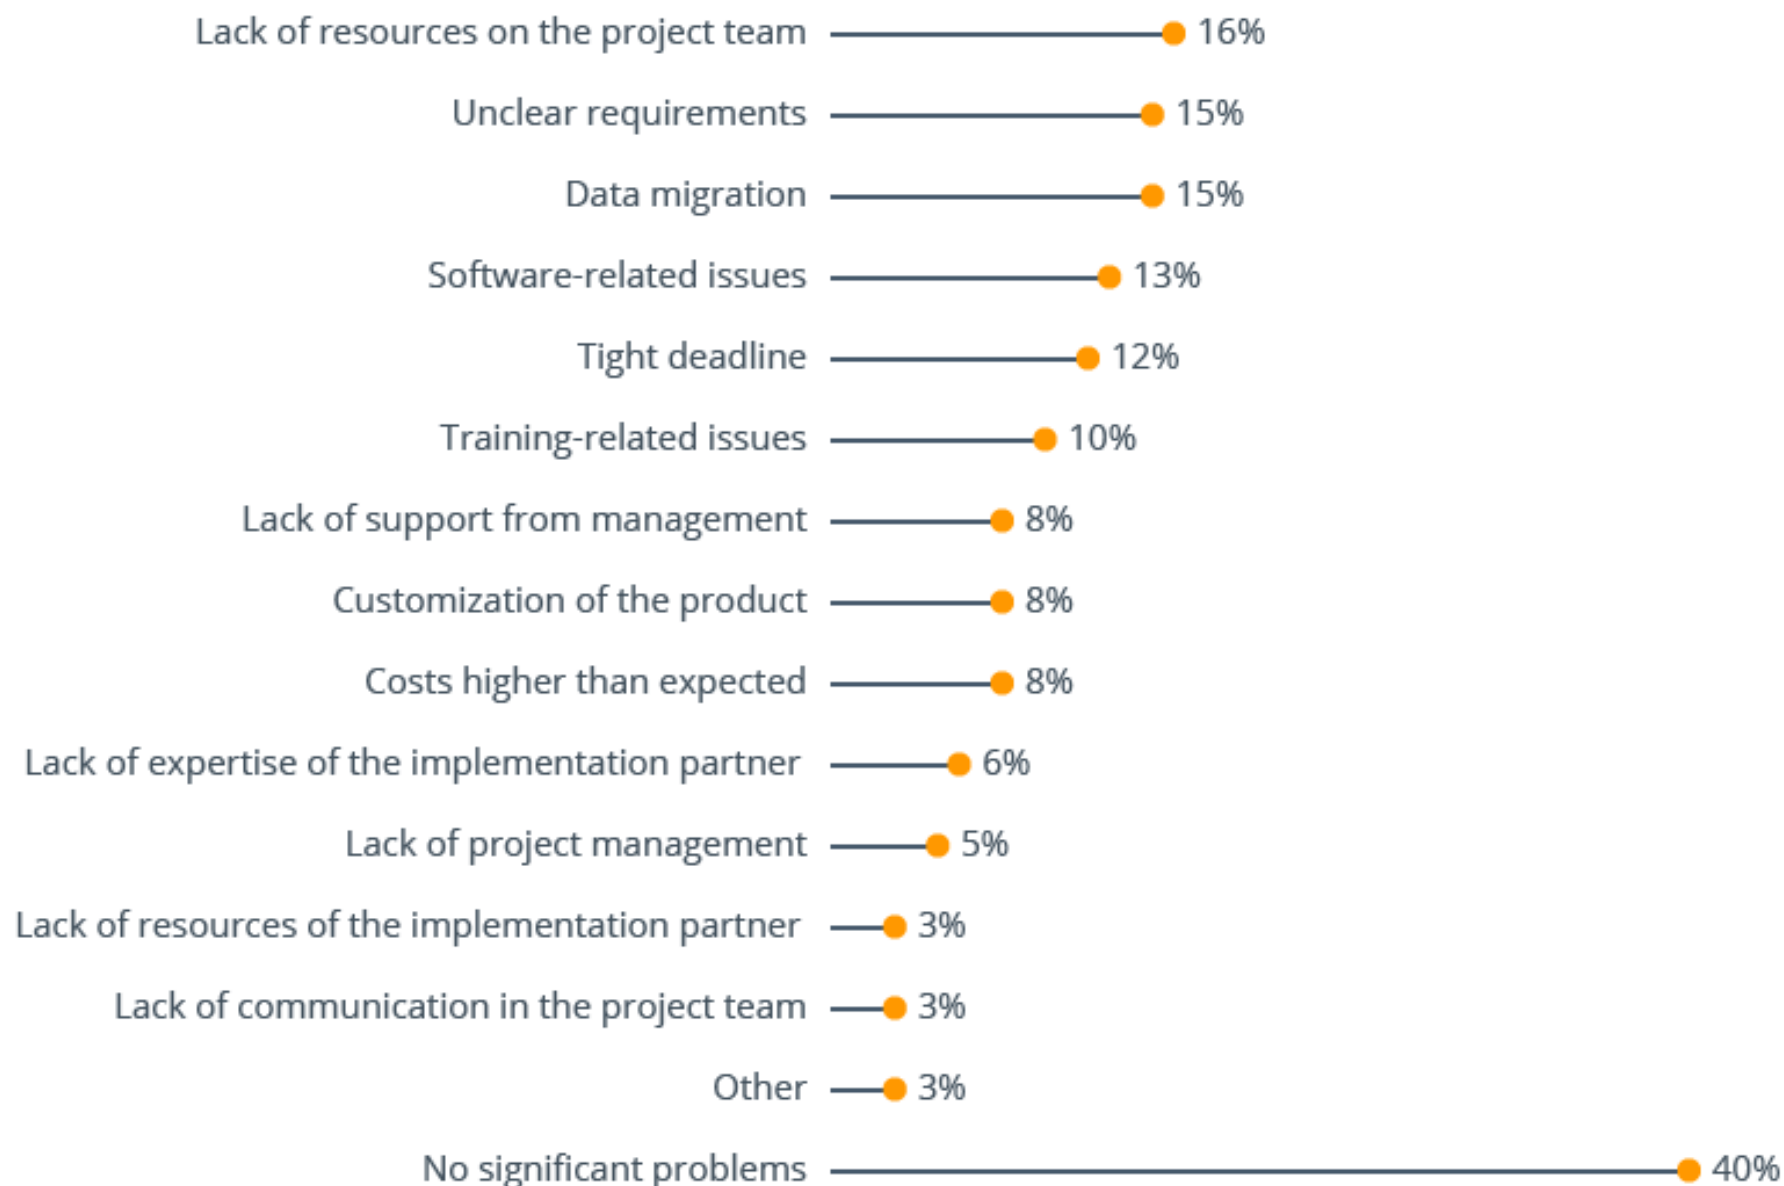 Lack of resources on the project team 16%
Unclear requirements 15%
Data migration 15%
Software-related issues 13%
Tight deadline 12%
Training-related issues 10%
Lack of support from management 8%
Customization of the product 8%
Costs higher than expected 8%
Lack of expertise of the implementation partner 6%
Lack of project management 5%
Lack of resources of the implementation partner 3%
Lack of communication in the project team 3%
Other 3%
No significant problems 40%